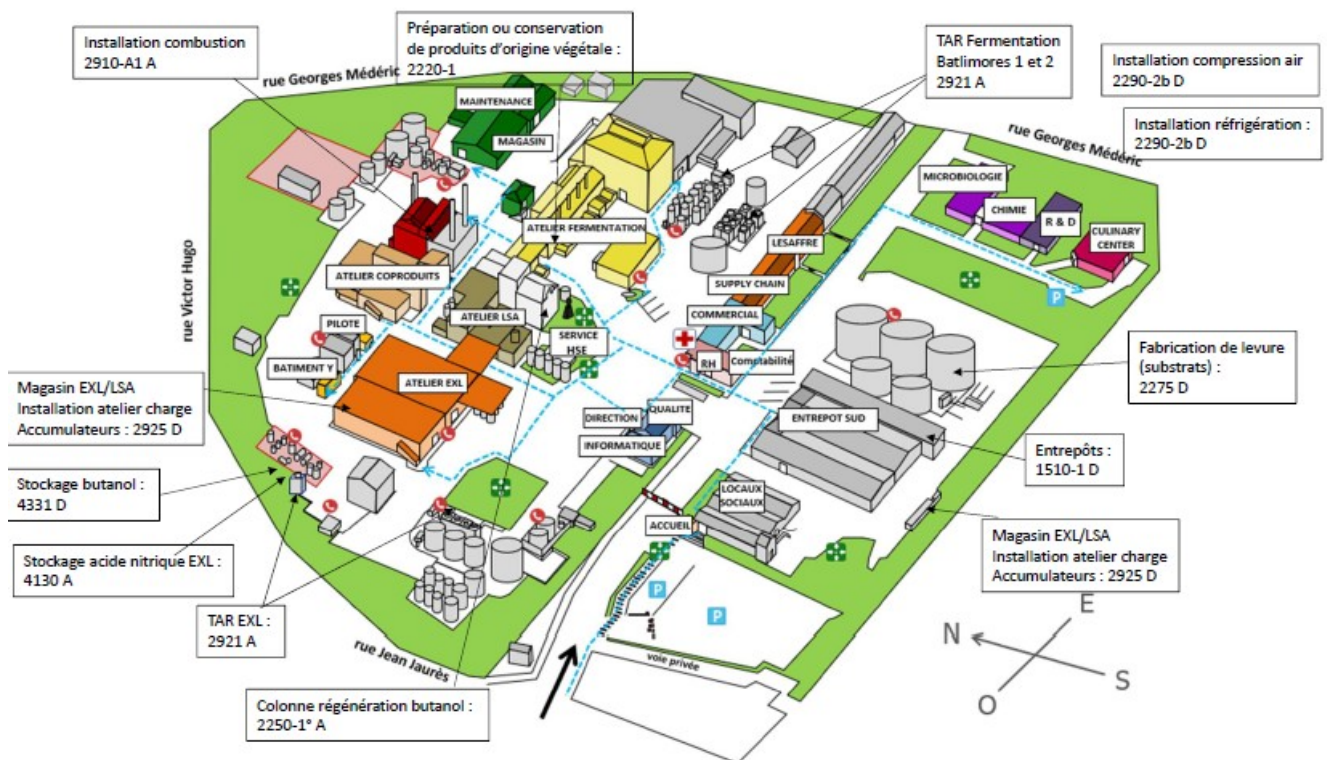 Installation combustion
2910-A1 A
Préparation ou conservation
de produits d'origine végétale :
2220-1
TAR Fermentation
Batlimores 1 et 2
2921 A
Installation compression air
2290-2b D
Installation réfrigération :
2290-2b D
rue Georges Médéric
rue Georges Médéric
MAINTENANCE
MAGASIN
MICROBIOLOGIE
CHIMIE
R & D
CULINARY
CENTER
ATELIER FERMENTATION
LESAFFRE
SUPPLY CHAIN
ATELIER COPRODUITS
rue Victor Hugo
P
COMMERCIAL
ATELIER LSA
SERVICE
HSE
PILOTE
BATIMENT Y
RH
Comptabilité
Fabrication de levure
(substrats) :
2275 D
Magasin EXL/LSA
Installation atelier charge
Accumulateurs : 2925 D
ATELIER EXL
DIRECTION
QUALITE
INFORMATIQUE
ENTREPOT SUD
Entrepôts :
1510-1 D
Stockage butanol :
4331 D
LOCAUX
SOCIAUX
ACCUEIL
Stockage acide nitrique EXL :
4130 A
Magasin EXL/LSA
Installation atelier charge
Accumulateurs : 2925 D
TAR EXL :
2921 A
P
P
rue Jean Jaurès
voie privée
E
N
S
O
Colonne régénération butanol :
2250-1° A